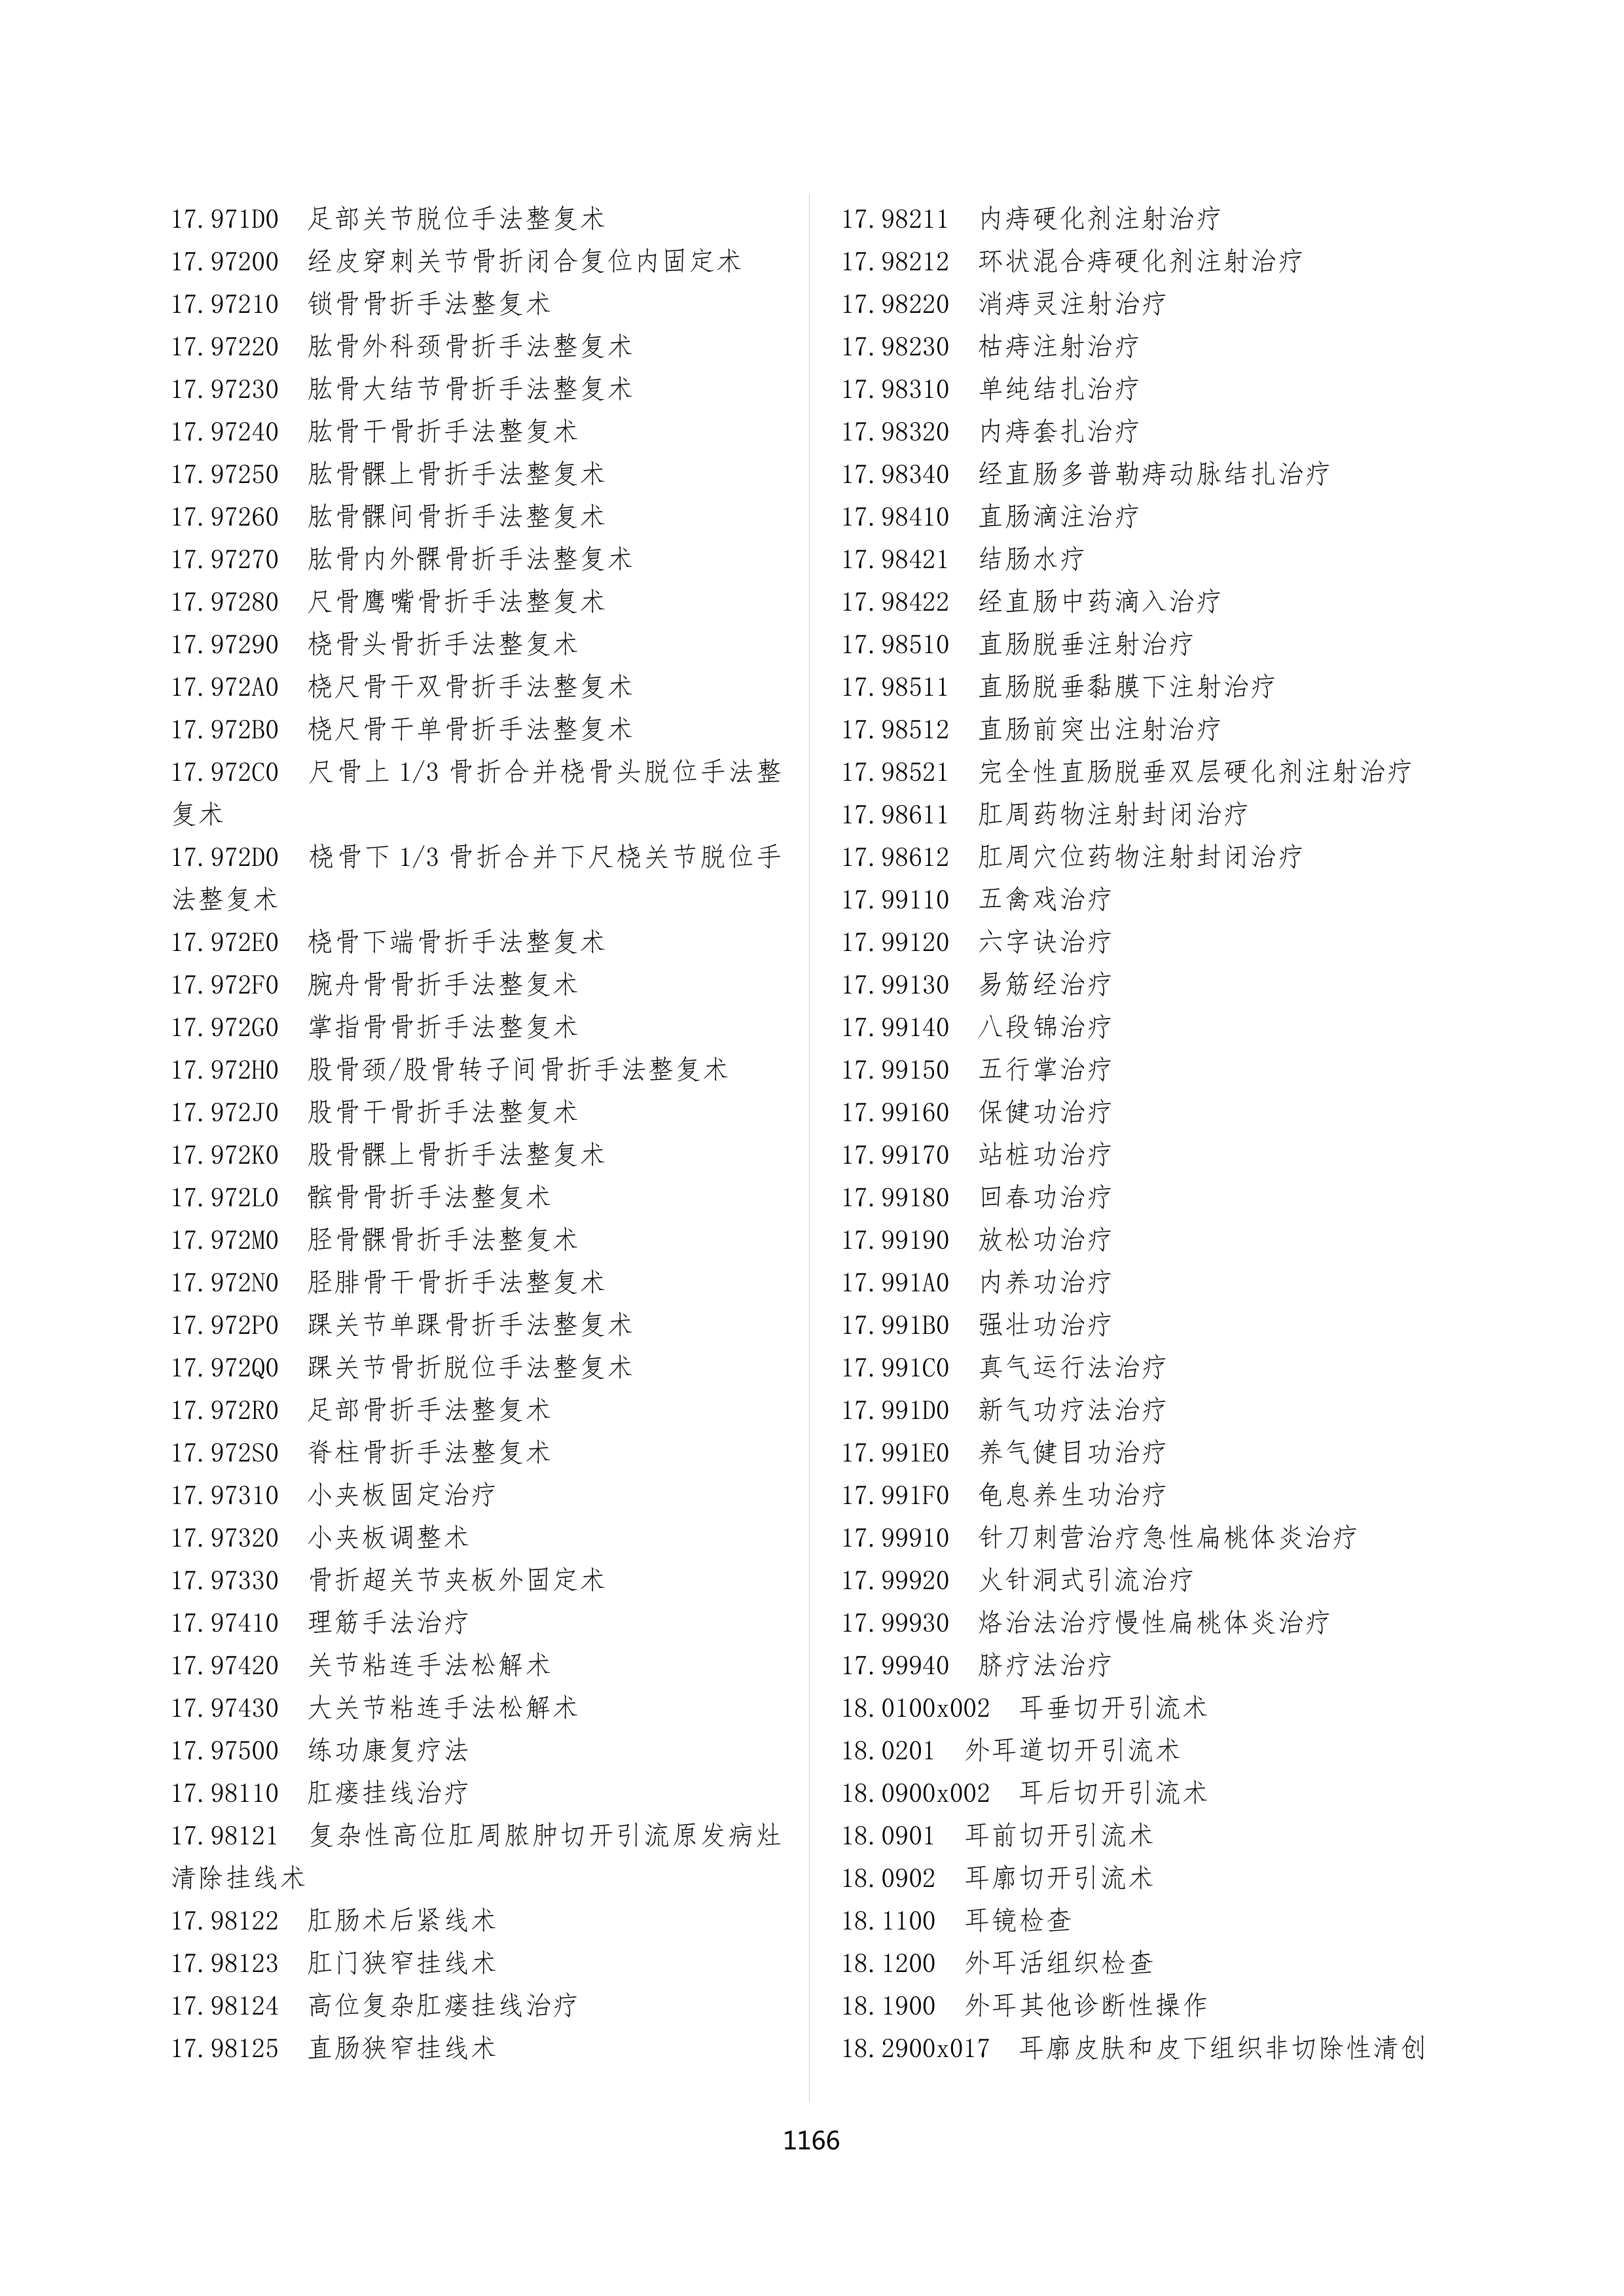 17.971D0 足部关节脱位手法整复术
17.97200 经皮穿刺关节骨折闭合复位内固定术
17.97210 锁骨骨折手法整复术
17.97220 肱骨外科颈骨折手法整复术
17.97230 肱骨大结节骨折手法整复术
17.97240 肱骨干骨折手法整复术
17.97250 肱骨髁上骨折手法整复术
17.97260 肱骨髁间骨折手法整复术
17.97270 肱骨内外髁骨折手法整复术
17.97280 尺骨鹰嘴骨折手法整复术
17.97290 桡骨头骨折手法整复术
17.972A0 桡尺骨干双骨折手法整复术
17.972B0 桡尺骨干单骨折手法整复术
17.972C0 尺骨上 1/3 骨折合并桡骨头脱位手法整
复术
17.972D0 桡骨下 1/3 骨折合并下尺桡关节脱位手
法整复术
17.972E0 桡骨下端骨折手法整复术
17.972F0 腕舟骨骨折手法整复术
17.972G0 掌指骨骨折手法整复术
17.972H0 股骨颈/股骨转子间骨折手法整复术
17.972J0 股骨干骨折手法整复术
17.972K0 股骨髁上骨折手法整复术
17.972L0 髌骨骨折手法整复术
17.972M0 胫骨髁骨折手法整复术
17.972N0 胫腓骨干骨折手法整复术
17.972P0 踝关节单踝骨折手法整复术
17.972Q0 踝关节骨折脱位手法整复术
17.972R0 足部骨折手法整复术
17.972S0 脊柱骨折手法整复术
17.97310 小夹板固定治疗
17.97320 小夹板调整术
17.97330 骨折超关节夹板外固定术
17.97410 理筋手法治疗
17.97420 关节粘连手法松解术
17.97430 大关节粘连手法松解术
17.97500 练功康复疗法
17.98110 肛瘘挂线治疗
17.98121 复杂性高位肛周脓肿切开引流原发病灶
清除挂线术
17.98122 肛肠术后紧线术
17.98123 肛门狭窄挂线术
17.98124 高位复杂肛瘘挂线治疗
17.98125 直肠狭窄挂线术
17.98211 内痔硬化剂注射治疗
17.98212 环状混合痔硬化剂注射治疗
17.98220 消痔灵注射治疗
17.98230 枯痔注射治疗
17.98310 单纯结扎治疗
17.98320 内痔套扎治疗
17.98340 经直肠多普勒痔动脉结扎治疗
17.98410 直肠滴注治疗
17.98421 结肠水疗
17.98422 经直肠中药滴入治疗
17.98510 直肠脱垂注射治疗
17.98511 直肠脱垂黏膜下注射治疗
17.98512 直肠前突出注射治疗
17.98521 完全性直肠脱垂双层硬化剂注射治疗
17.98611 肛周药物注射封闭治疗
17.98612 肛周穴位药物注射封闭治疗
17.99110 五禽戏治疗
17.99120 六字诀治疗
17.99130 易筋经治疗
17.99140 八段锦治疗
17.99150 五行掌治疗
17.99160 保健功治疗
17.99170 站桩功治疗
17.99180 回春功治疗
17.99190 放松功治疗
17.991A0 内养功治疗
17.991B0 强壮功治疗
17.991C0 真气运行法治疗
17.991D0 新气功疗法治疗
17.991E0 养气健目功治疗
17.991F0 龟息养生功治疗
17.99910 针刀刺营治疗急性扁桃体炎治疗
17.99920 火针洞式引流治疗
17.99930 烙治法治疗慢性扁桃体炎治疗
17.99940 脐疗法治疗
18.0100x002 耳垂切开引流术
18.0201 外耳道切开引流术
18.0900x002 耳后切开引流术
18.0901 耳前切开引流术
18.0902 耳廓切开引流术
18.1100 耳镜检查
18.1200 外耳活组织检查
18.1900 外耳其他诊断性操作
18.2900x017 耳廓皮肤和皮下组织非切除性清创
1166